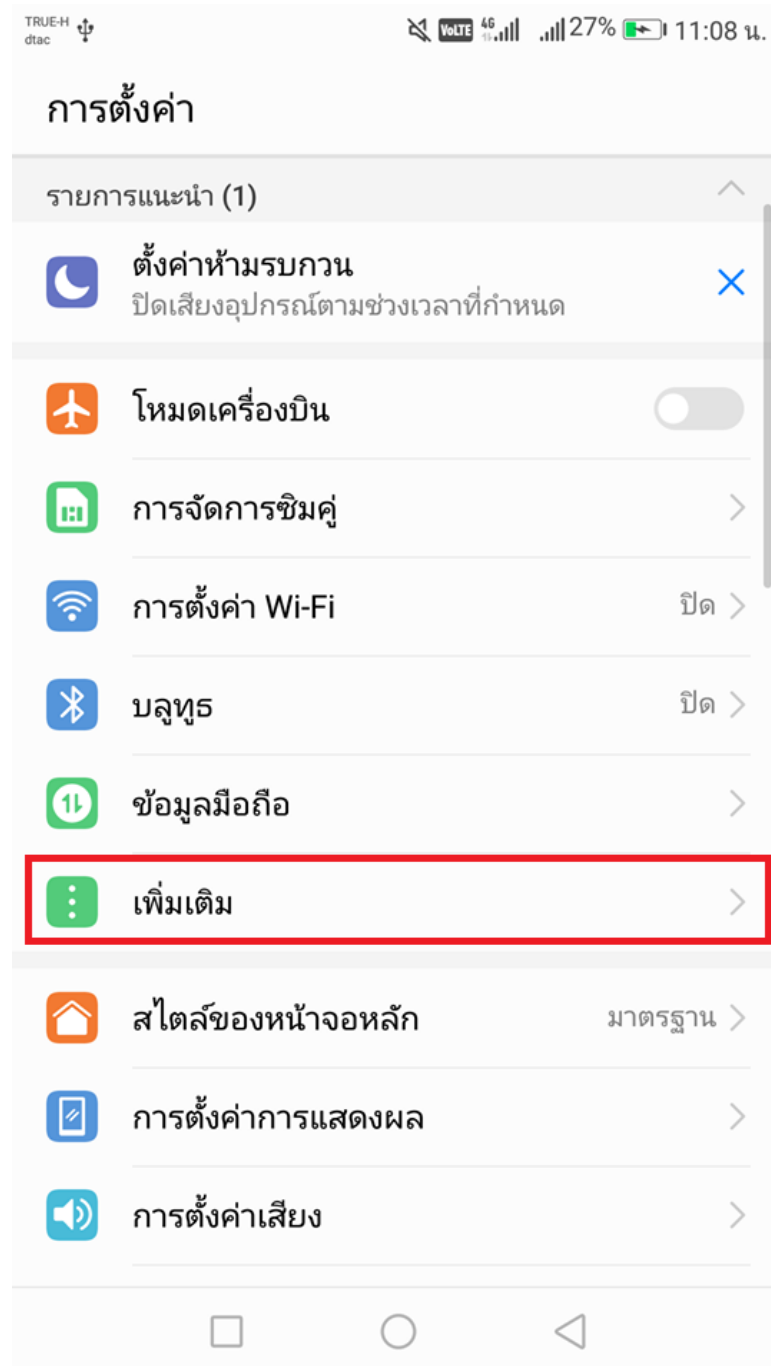 TRUE-H
dtac
VoLTE 4G 27% 11:08 น.
การตั้งค่า
รายการแนะนำ (1)
ตั้งค่าห้ามรบกวน
ปิดเสียงอุปกรณ์ตามช่วงเวลาที่กำหนด
โหมดเครื่องบิน
การจัดการซิมคู่
การตั้งค่า Wi-Fi ปิด
บลูทูธ ปิด
ข้อมูลมือถือ
เพิ่มเติม
สไตล์ของหน้าจอหลัก มาตรฐาน
การตั้งค่าการแสดงผล
การตั้งค่าเสียง